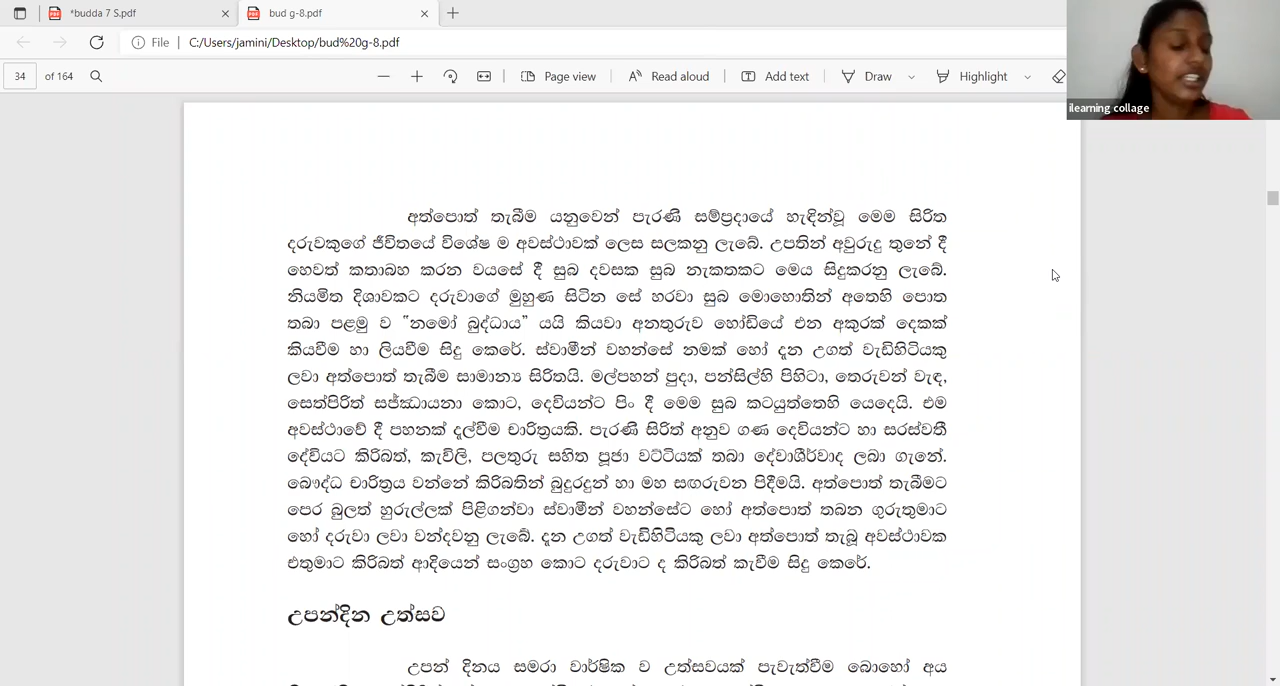 *budda 7 S.pdf
bud g-8.pdf
File
C:/Users/jamini/Desktop/bud%20g-8.pdf
34 of 164
Page view
Read aloud
Add text
Draw
Highlight
ilearning collage
අත්පොත් තැබීම යනුවෙන් පැරණි සම්ප්‍රදායේ හැඳින්වූ මෙම සිරිත
දරුවකුගේ ජීවිතයේ විශේෂ ම අවස්ථාවක් ලෙස සලකනු ලැබේ. උපතින් අවුරුදු තුනේ දී
හෙවත් කතාබහ කරන වයසේ දී සුබ දවසක සුබ නැකතකට මෙය සිදුකරනු ලැබේ.
නියමිත දිශාවකට දරුවාගේ මුහුණ සිටින සේ හරවා සුබ මොහොතින් අතෙහි පොත
තබා පළමු ව “නමෝ බුද්ධාය” යයි කියවා අනතුරුව හෝඩියේ එන අකුරක් දෙකක්
කියවීම හා ලියවීම සිදු කෙරේ. ස්වාමීන් වහන්සේ නමක් හෝ දැන උගත් වැඩිහිටියකු
ලවා අත්පොත් තැබීම සාමාන්‍ය සිරිතයි. මල්පහන් පුදා, පන්සිල්හි පිහිටා, තෙරුවන් වැඳ,
සෙත්පිරිත් සජ්ඣායනා කොට, දෙවියන්ට පිං දී මෙම සුබ කටයුත්තෙහි යෙදෙයි. එම
අවස්ථාවේ දී පහනක් දැල්වීම චාරිත්‍රයකි. පැරණි සිරිත් අනුව ගණ දෙවියන්ට හා සරස්වතී
දේවියට කිරිබත්, කැවිලි, පලතුරු සහිත පූජා වට්ටියක් තබා දේවාශීර්වාද ලබා ගැනේ.
බෞද්ධ චාරිත්‍රය වන්නේ කිරිබතින් බුදුරදුන් හා මහ සඟරුවන පිදීමයි. අත්පොත් තැබීමට
පෙර බුලත් හුරුල්ලක් පිළිගන්වා ස්වාමීන් වහන්සේට හෝ අත්පොත් තබන ගුරුතුමාට
හෝ දරුවා ලවා වන්දවනු ලැබේ. දැන උගත් වැඩිහිටියකු ලවා අත්පොත් තැබූ අවස්ථාවක
එතුමාට කිරිබත් ආදියෙන් සංග්‍රහ කොට දරුවාට ද කිරිබත් කැවීම සිදු කෙරේ.
උපන්දින උත්සව
උපන් දිනය සමරා වාර්ෂික ව උත්සවයක් පැවැත්වීම බොහෝ අය